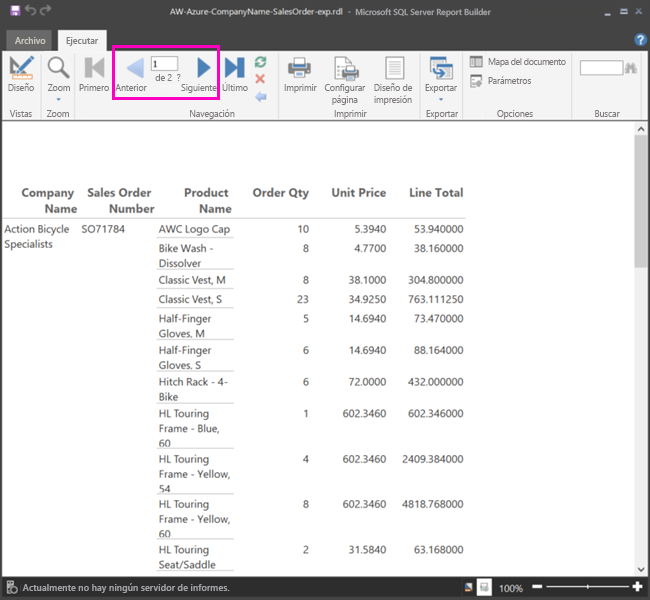 AW-Azure-CompanyName-SalesOrder-exp.rdl - Microsoft SQL Server Report Builder
Archivo Ejecutar
Diseño Zoom Primero Anterior 1 de 2 ? Siguiente Último Imprimir Configurar página Diseño de impresión Exportar Mapa del documento Parámetros
Vistas Zoom Navegación Imprimir Exportar Opciones Buscar
Company Name Sales Order Number Product Name Order Qty Unit Price Line Total
Action Bicycle Specialists SO71784 AWC Logo Cap 10 5.3940 53.940000
Bike Wash - Dissolver 8 4.7700 38.160000
Classic Vest, M 8 38.1000 304.800000
Classic Vest, S 23 34.9250 763.111250
Half-Finger Gloves, M 5 14.6940 73.470000
Half-Finger Gloves, S 6 14.6940 88.164000
Hitch Rack - 4-Bike 6 72.0000 432.000000
HL Touring Frame - Blue, 60 1 602.3460 602.346000
HL Touring Frame - Yellow, 54 4 602.3460 2409.384000
HL Touring Frame - Yellow, 60 8 602.3460 4818.768000
HL Touring Seat/Saddle 2 31.5840 63.168000
Actualmente no hay ningún servidor de informes. 100%